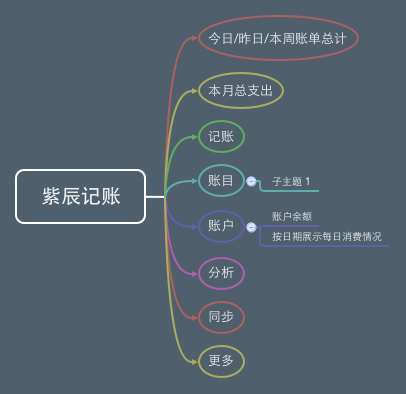 紫辰记账
今日/昨日/本周账单总计
本月总支出
记账
账目
子主题 1
账户
账户余额
按日期展示每日消费情况
分析
同步
更多